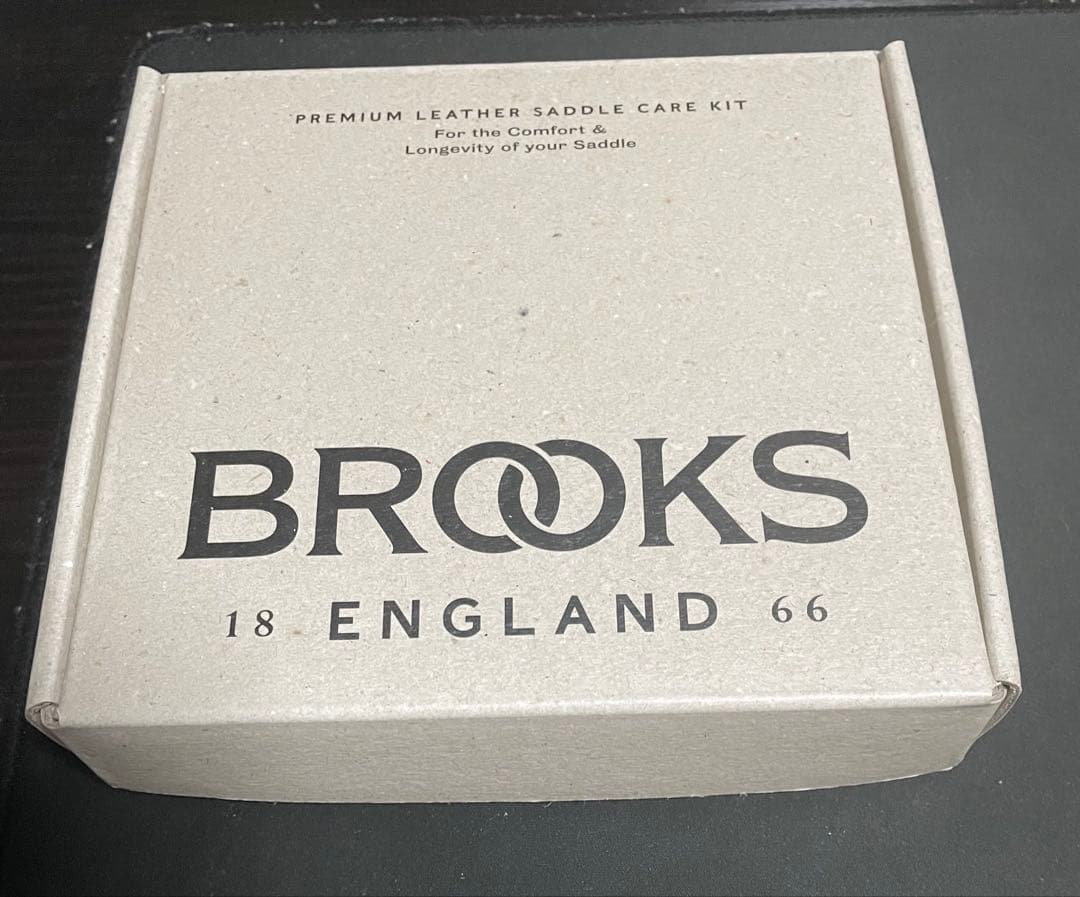 PREMIUM LEATHER SADDLE CARE KIT
For the Comfort &
Longevity of your Saddle
BROOKS
18 ENGLAND 66